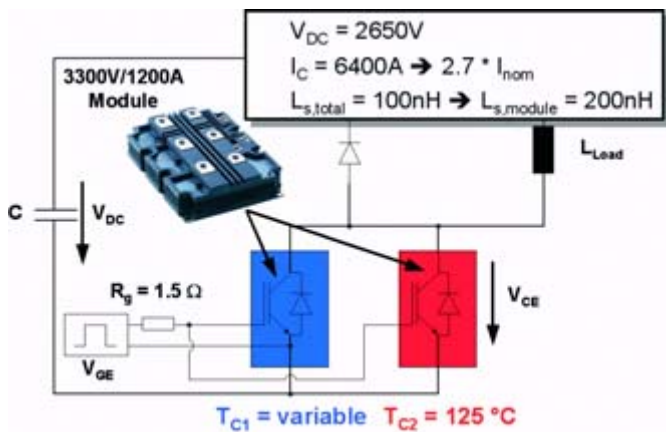 V_DC = 2650V
I_C = 6400A ➔ 2.7 * I_nom
L_s,total = 100nH ➔ L_s,module = 200nH
3300V/1200A
Module
L_Load
C
V_DC
R_g = 1.5 Ω
V_CE
V_GE
T_C1 = variable T_C2 = 125 °C